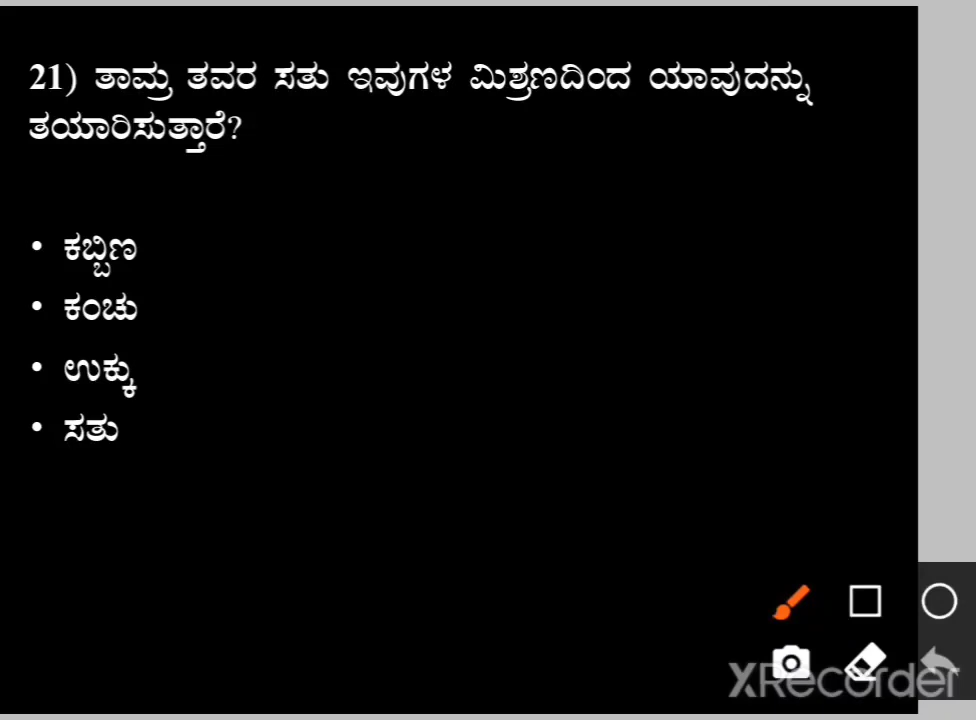 21) ತಾಮ್ರ ತವರ ಸತು ಇವುಗಳ ಮಿಶ್ರಣದಿಂದ ಯಾವುದನ್ನು
ತಯಾರಿಸುತ್ತಾರೆ?
• ಕಬ್ಬಿಣ
• ಕಂಚು
• ಉಕ್ಕು
• ಸತು
XRecorder